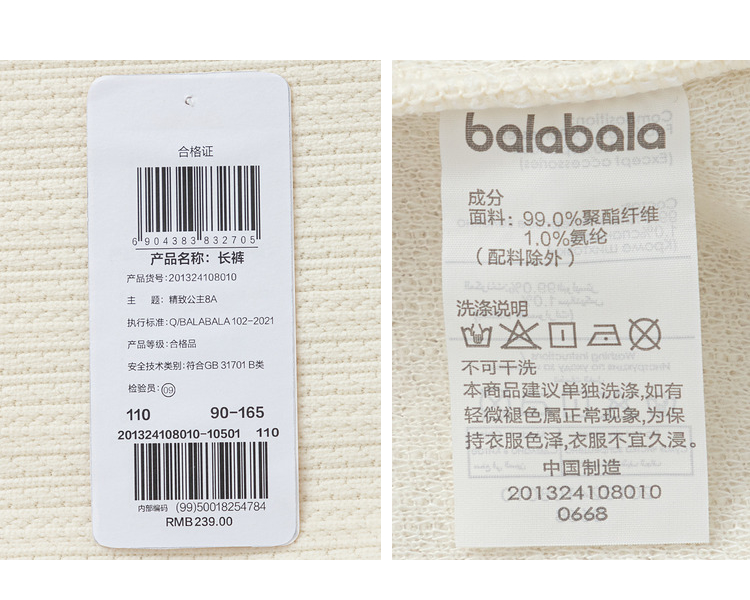 合格证
6 904383 832705
产品名称：长裤
产品货号：201324108010
主 题：精致公主8A
执行标准：Q/BALABALA 102-2021
产品等级：合格品
安全技术类别：符合GB 31701 B类
检验员：09
110 90-165
201324108010-10501 110
内部编码 (99)50018254784
RMB 239.00
balabala
成分
面料：99.0%聚酯纤维
1.0%氨纶
（配料除外）
洗涤说明
不可干洗
本商品建议单独洗涤,如有
轻微褪色属正常现象,为保
持衣服色泽,衣服不宜久浸。
中国制造
201324108010
0668